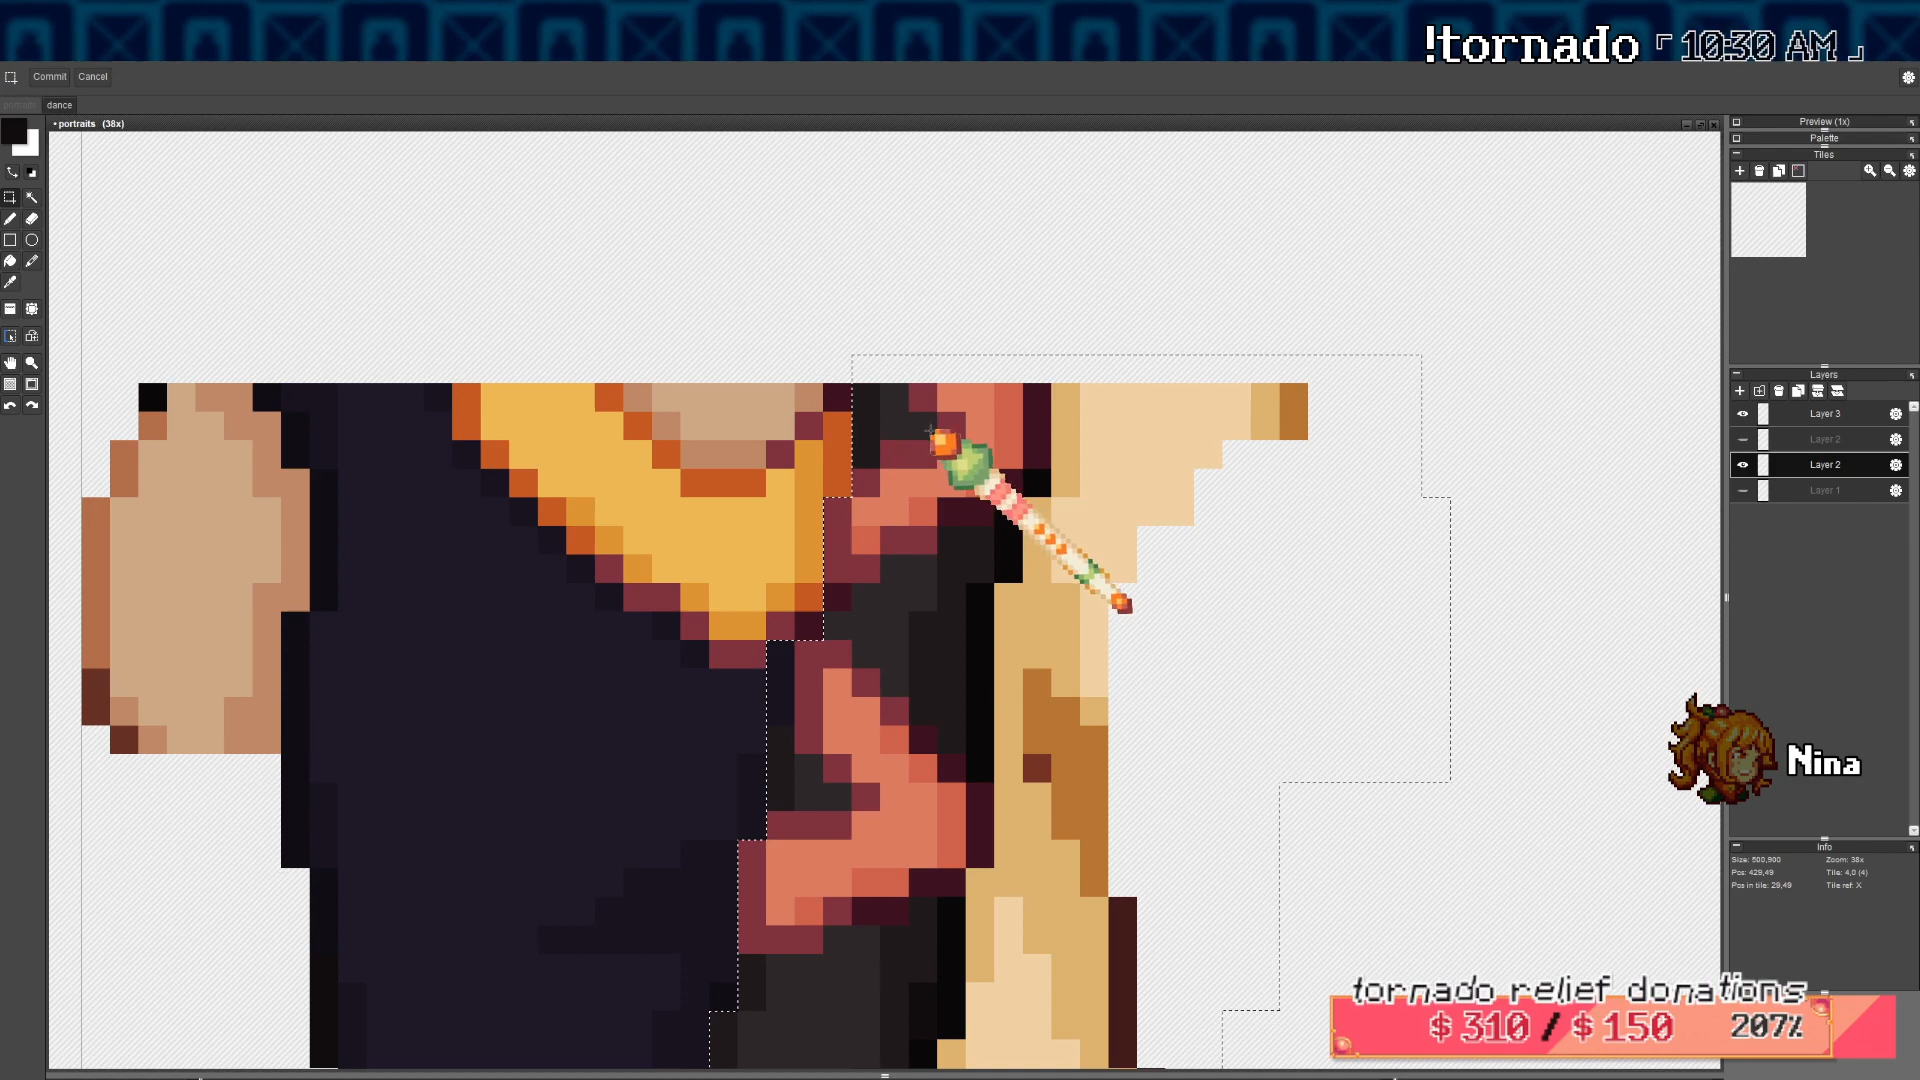 !tornado 「 10:30 AM 」
Commit Cancel
portraits dance
• portraits (38x)
Preview (1x)
Palette
Tiles
Layers
Layer 3
Layer 2
Layer 2
Layer 1
Nina
Info
Size: 500,900 Zoom: 38x
Pos: 429,49 Tile: 4,0 (4)
Pos in tile: 29,49 Tile ref: X
tornado relief donations
$ 310 / $ 150 207%